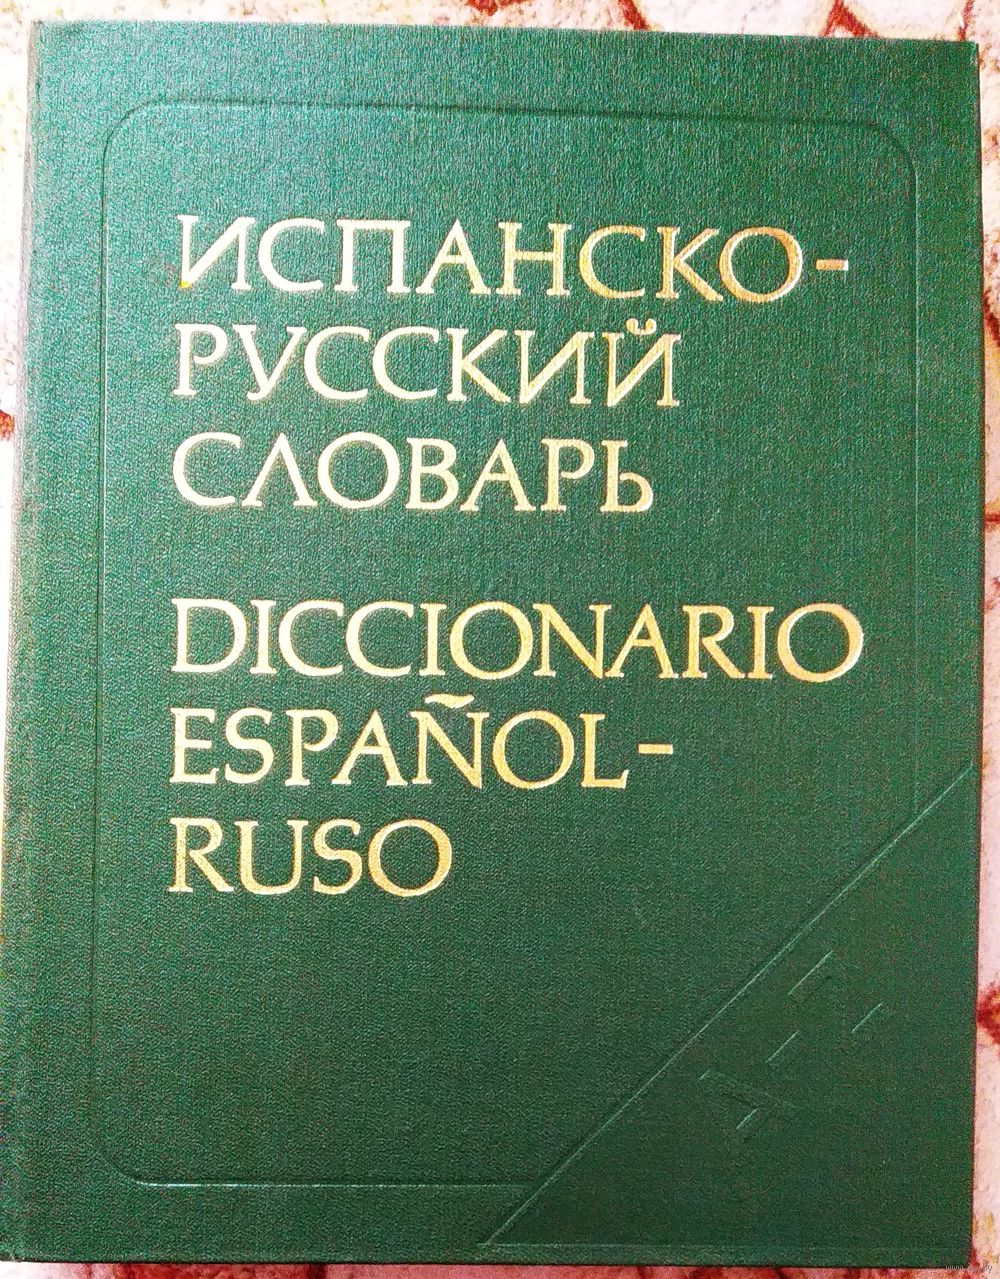 ИСПАНСКО-
РУССКИЙ
СЛОВАРЬ
DICCIONARIO
ESPAÑOL-
RUSO